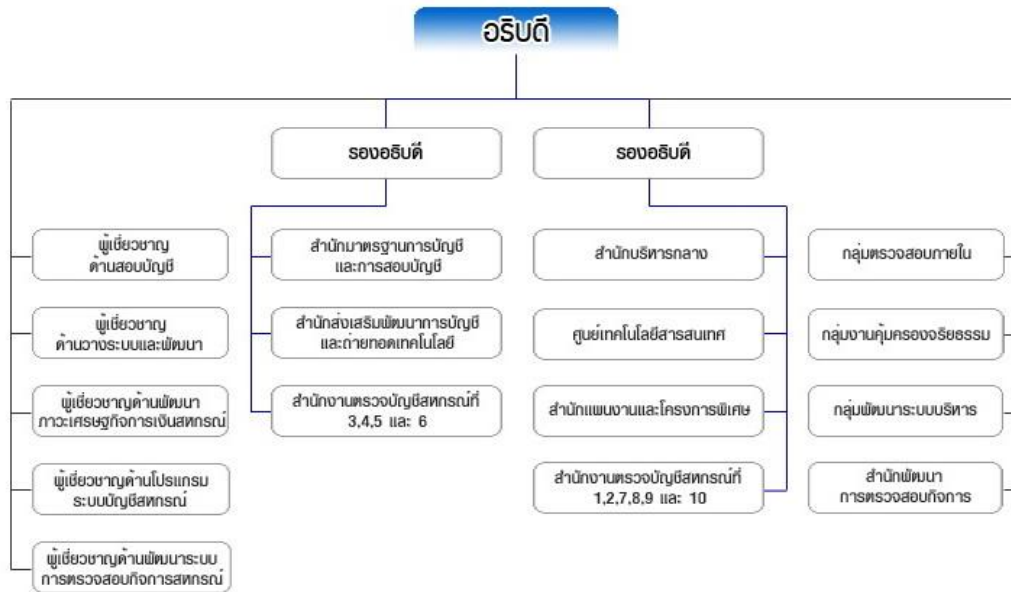 อธิบดี
รองอธิบดี
รองอธิบดี
ผู้เชี่ยวชาญ
ด้านสอบบัญชี
ผู้เชี่ยวชาญ
ด้านวางระบบและพัฒนา
ผู้เชี่ยวชาญด้านพัฒนา
ภาวะเศรษฐกิจการเงินสหกรณ์
ผู้เชี่ยวชาญด้านโปรแกรม
ระบบบัญชีสหกรณ์
ผู้เชี่ยวชาญด้านพัฒนาระบบ
การตรวจสอบกิจการสหกรณ์
สำนักมาตรฐานการบัญชี
และการสอบบัญชี
สำนักส่งเสริมพัฒนาการบัญชี
และถ่ายทอดเทคโนโลยี
สำนักงานตรวจบัญชีสหกรณ์ที่
3,4,5 และ 6
สำนักบริหารกลาง
ศูนย์เทคโนโลยีสารสนเทศ
สำนักแผนงานและโครงการพิเศษ
สำนักงานตรวจบัญชีสหกรณ์ที่
1,2,7,8,9 และ 10
กลุ่มตรวจสอบภายใน
กลุ่มงานคุ้มครองจริยธรรม
กลุ่มพัฒนาระบบบริหาร
สำนักพัฒนา
การตรวจสอบกิจการ